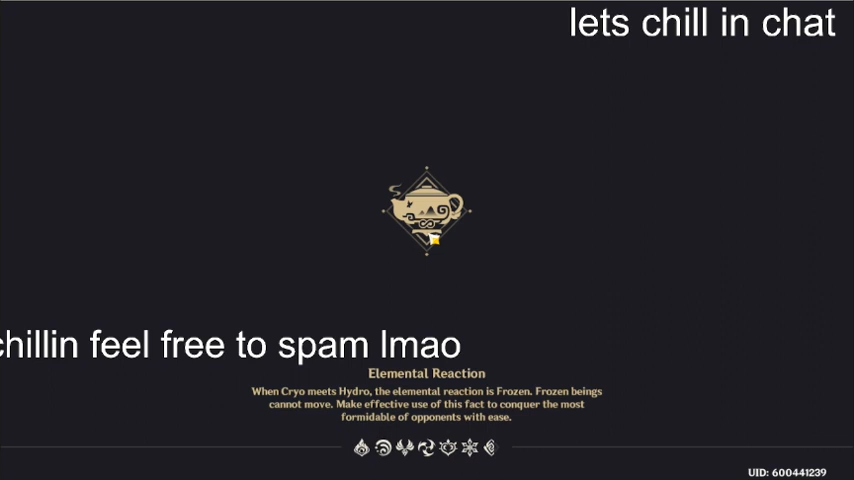 lets chill in chat
chillin feel free to spam lmao
Elemental Reaction
When Cryo meets Hydro, the elemental reaction is Frozen. Frozen beings
cannot move. Make effective use of this fact to conquer the most
formidable of opponents with ease.
UID: 600441239